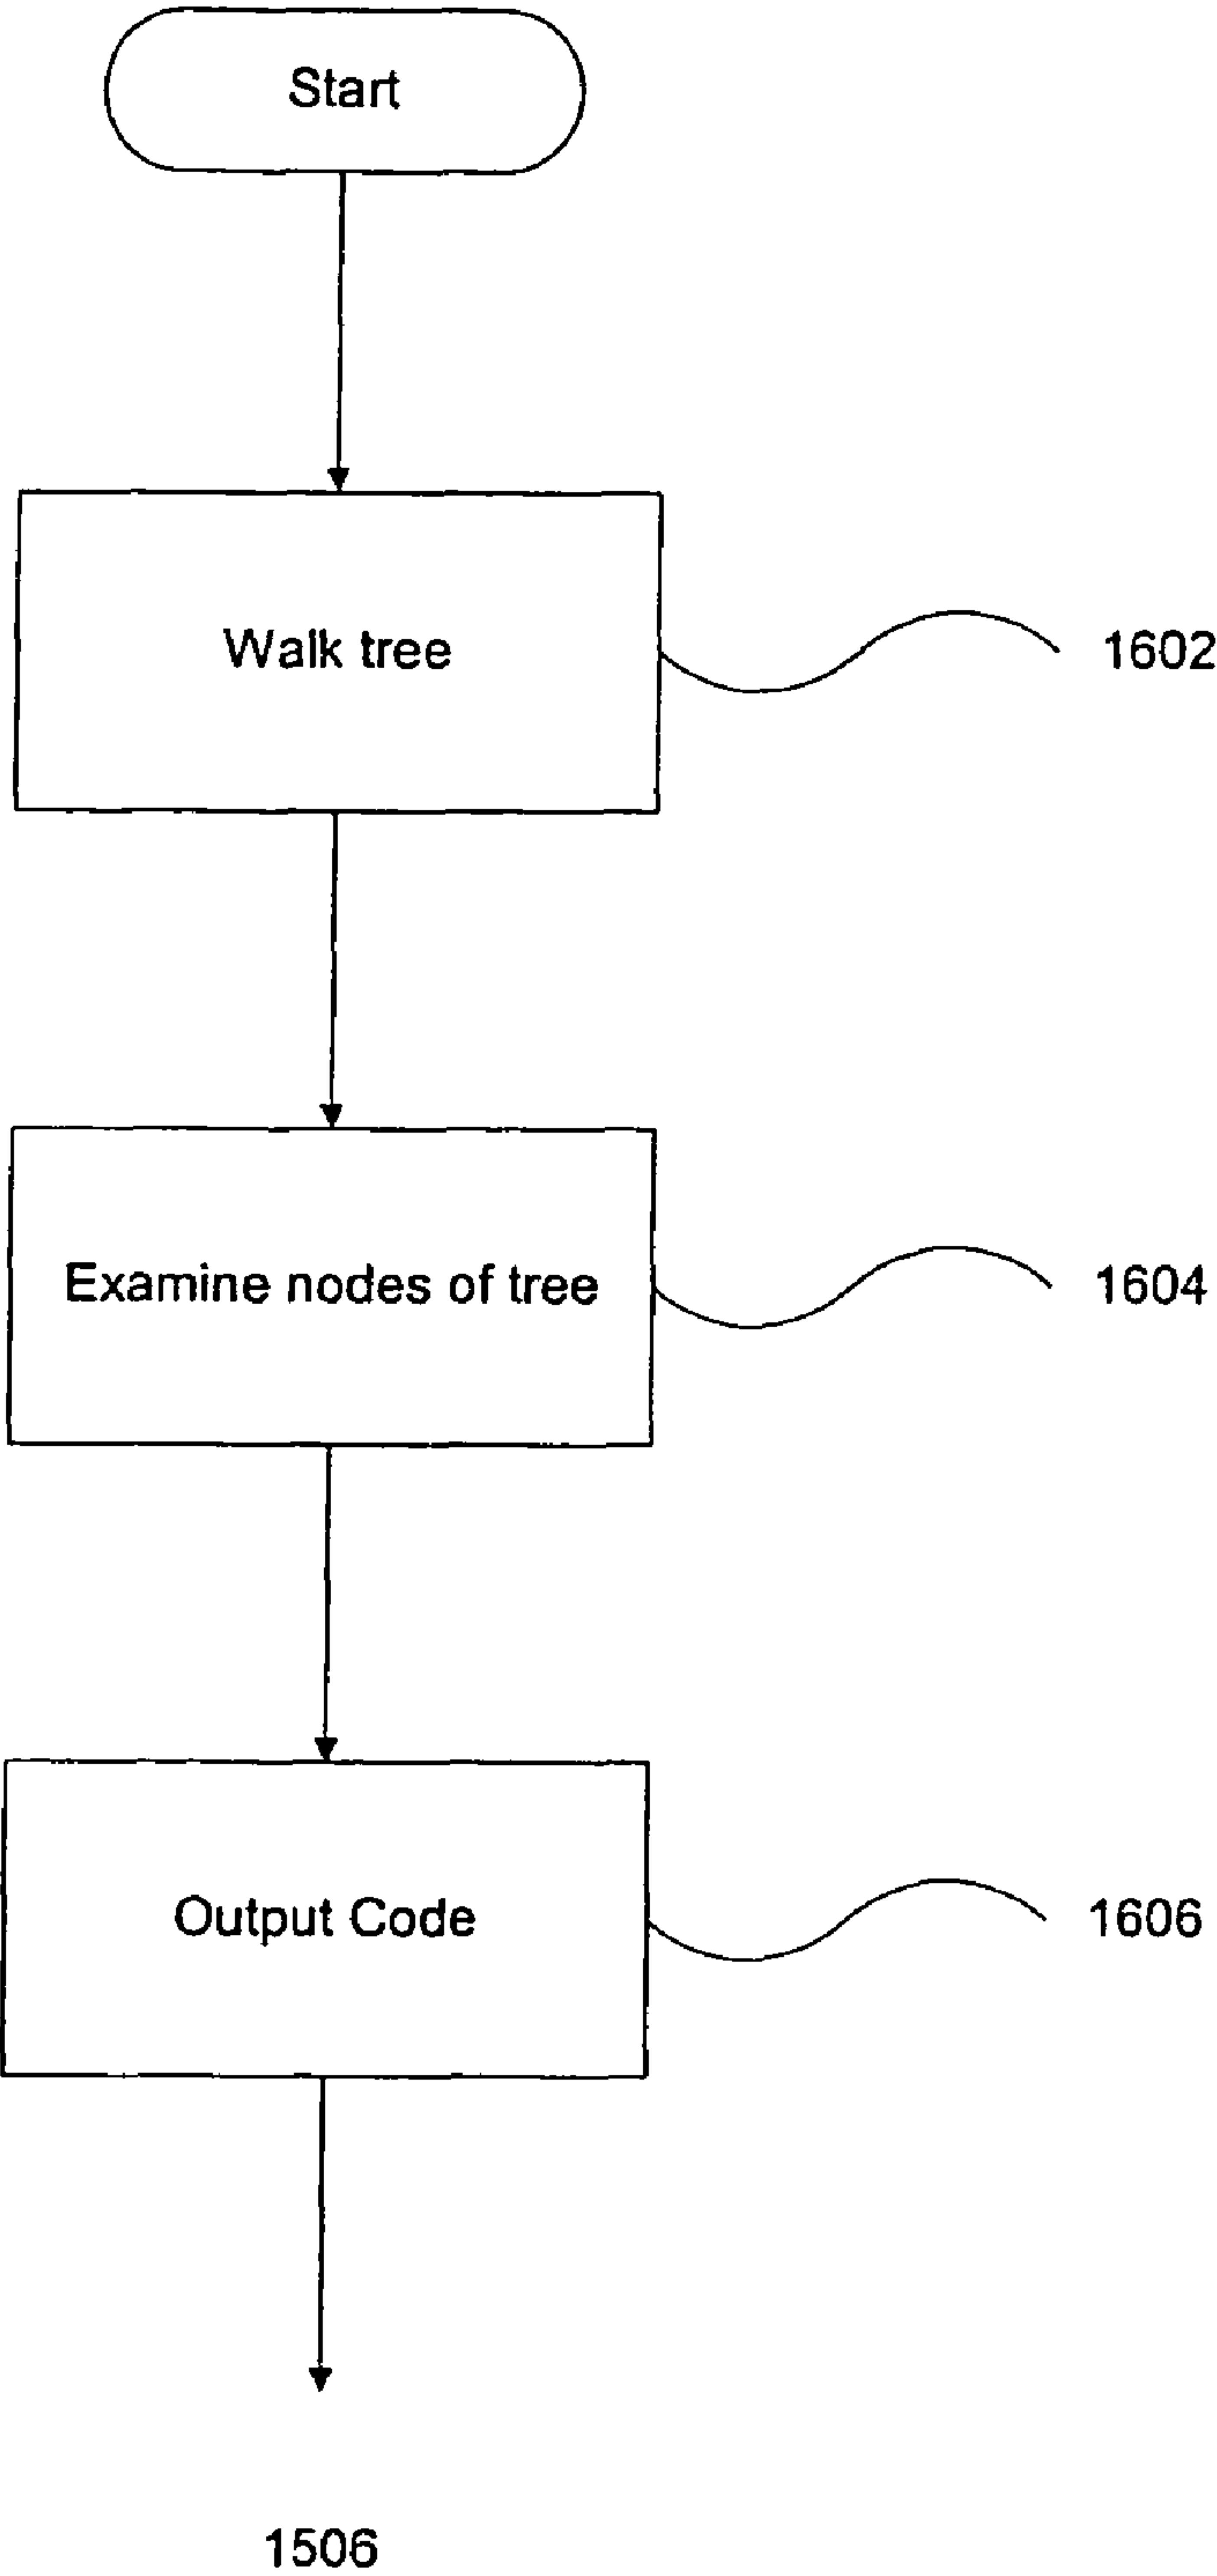 Start
Walk tree
1602
Examine nodes of tree
1604
Output Code
1606
1506